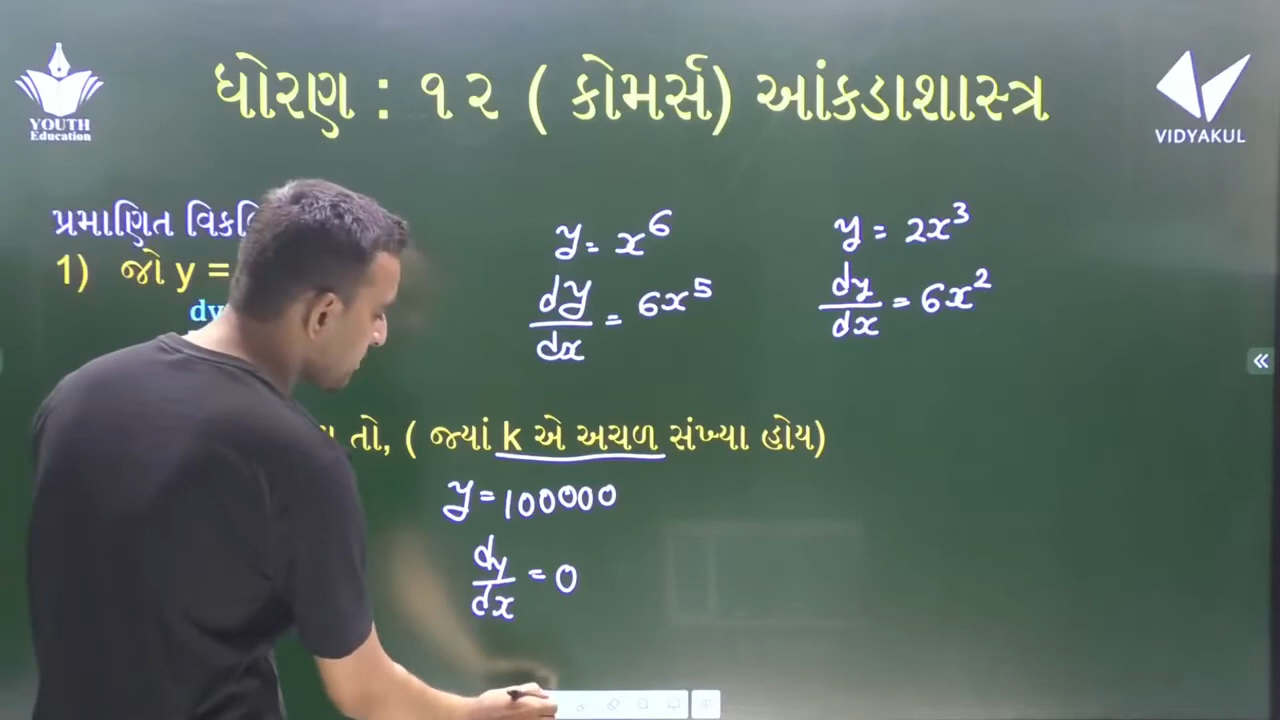 ધોરણ : ૧૨ ( કોમર્સ) આંકડાશાસ્ત્ર
YOUTH
Education
VIDYAKUL
પ્રમાણિત
1) જો y =
y = x⁶
dy/dx = 6x⁵
y = 2x³
dy/dx = 6x²
તો, ( જ્યાં k એ અચળ સંખ્યા હોય)
y = 100000
dy/dx = 0